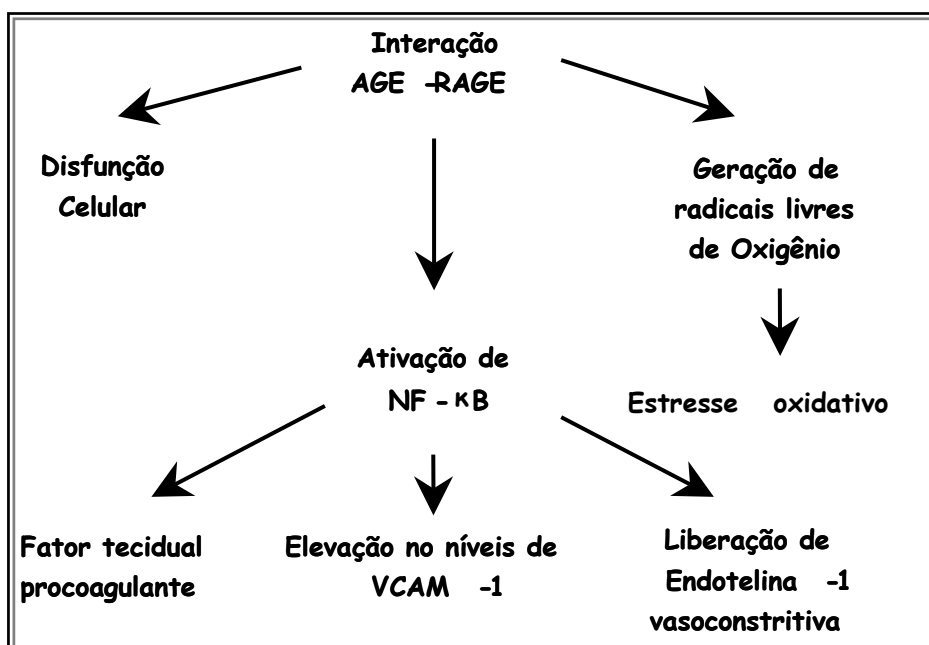 Interação
AGE -RAGE
Disfunção
Celular
Geração de
radicais livres
de Oxigênio
Ativação de
NF - κB
Estresse oxidativo
Fator tecidual
procoagulante
Elevação no níveis de
VCAM -1
Liberação de
Endotelina -1
vasoconstritiva